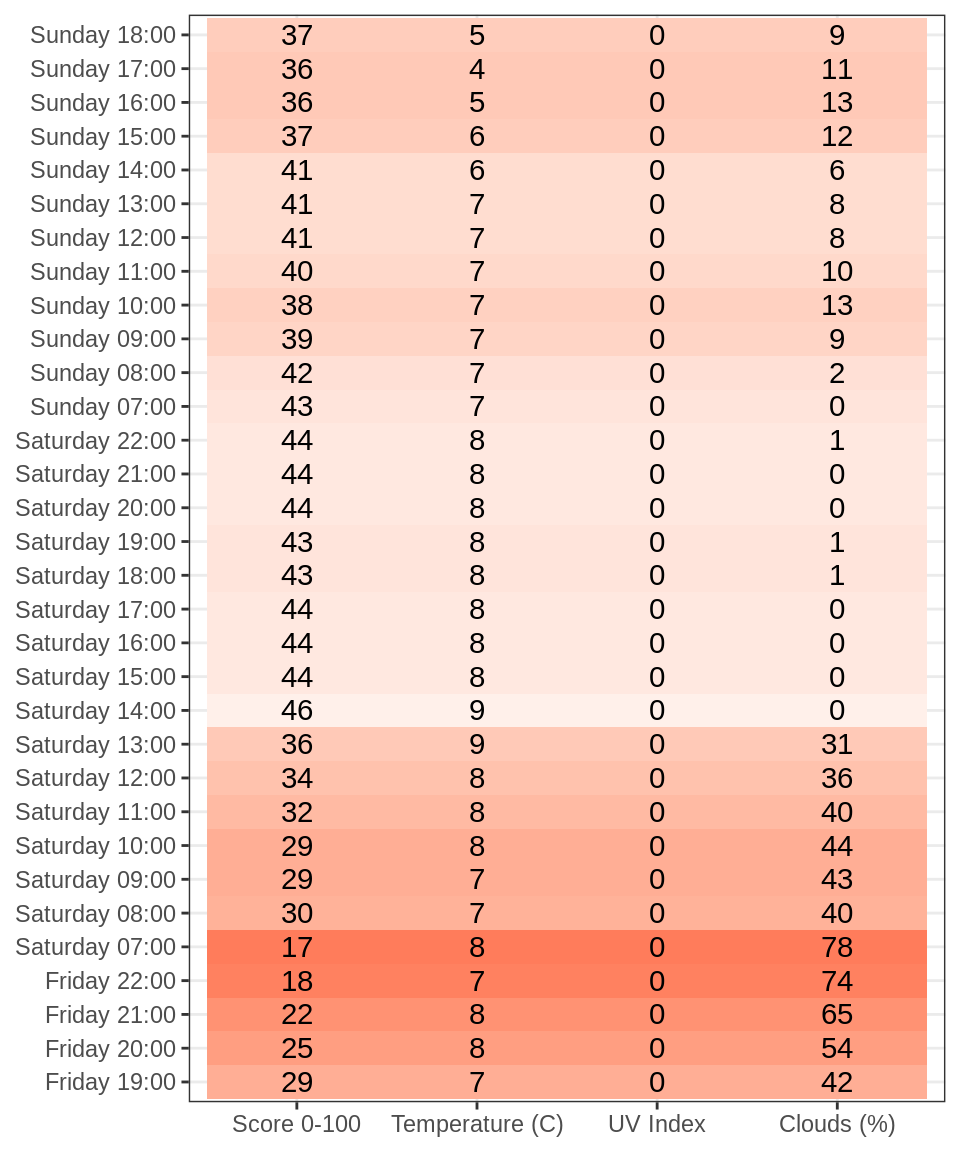 Sunday 18:00 37 5 0 9
Sunday 17:00 36 4 0 11
Sunday 16:00 36 5 0 13
Sunday 15:00 37 6 0 12
Sunday 14:00 41 6 0 6
Sunday 13:00 41 7 0 8
Sunday 12:00 41 7 0 8
Sunday 11:00 40 7 0 10
Sunday 10:00 38 7 0 13
Sunday 09:00 39 7 0 9
Sunday 08:00 42 7 0 2
Sunday 07:00 43 7 0 0
Saturday 22:00 44 8 0 1
Saturday 21:00 44 8 0 0
Saturday 20:00 44 8 0 0
Saturday 19:00 43 8 0 1
Saturday 18:00 43 8 0 1
Saturday 17:00 44 8 0 0
Saturday 16:00 44 8 0 0
Saturday 15:00 44 8 0 0
Saturday 14:00 46 9 0 0
Saturday 13:00 36 9 0 31
Saturday 12:00 34 8 0 36
Saturday 11:00 32 8 0 40
Saturday 10:00 29 8 0 44
Saturday 09:00 29 7 0 43
Saturday 08:00 30 7 0 40
Saturday 07:00 17 8 0 78
Friday 22:00 18 7 0 74
Friday 21:00 22 8 0 65
Friday 20:00 25 8 0 54
Friday 19:00 29 7 0 42
Score 0-100 Temperature (C) UV Index Clouds (%)